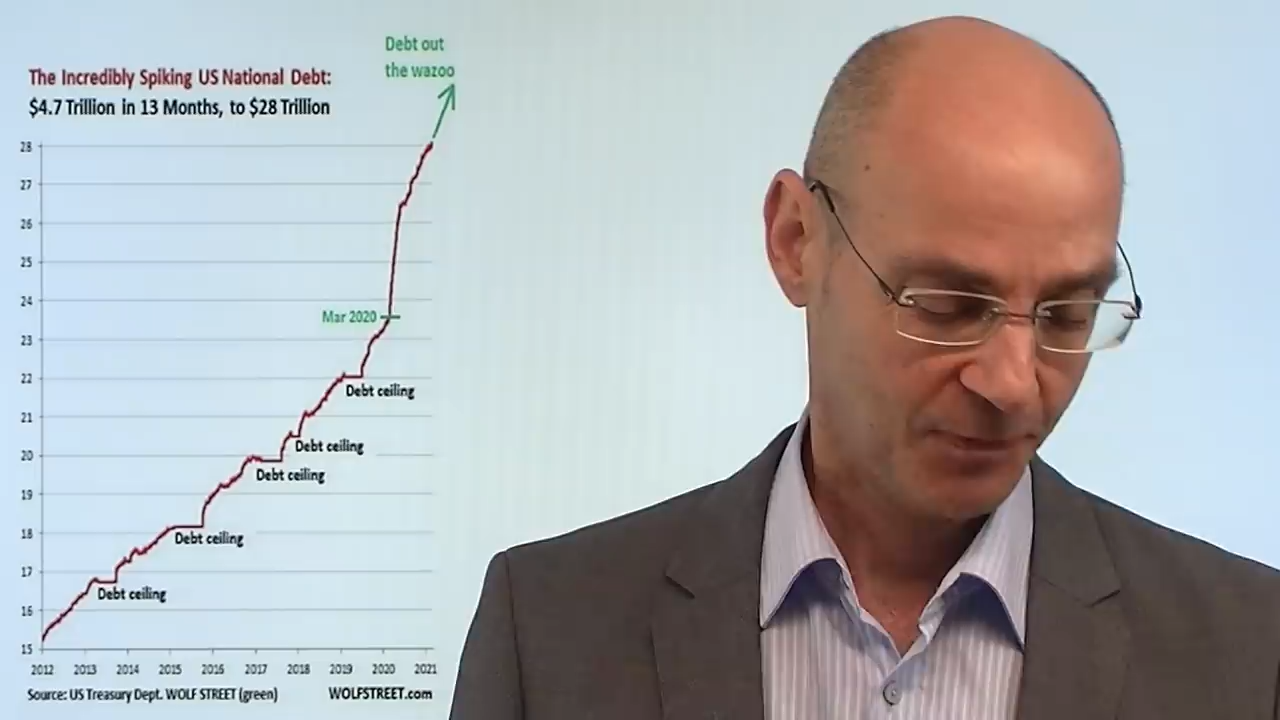 Debt out
the wazoo
The Incredibly Spiking US National Debt:
$4.7 Trillion in 13 Months, to $28 Trillion
28
27
26
25
24
Mar 2020
23
22
Debt ceiling
21
Debt ceiling
20
Debt ceiling
19
18
Debt ceiling
17
Debt ceiling
16
15
2012 2013 2014 2015 2016 2017 2018 2019 2020 2021
Source: US Treasury Dept. WOLF STREET (green) WOLFSTREET.com